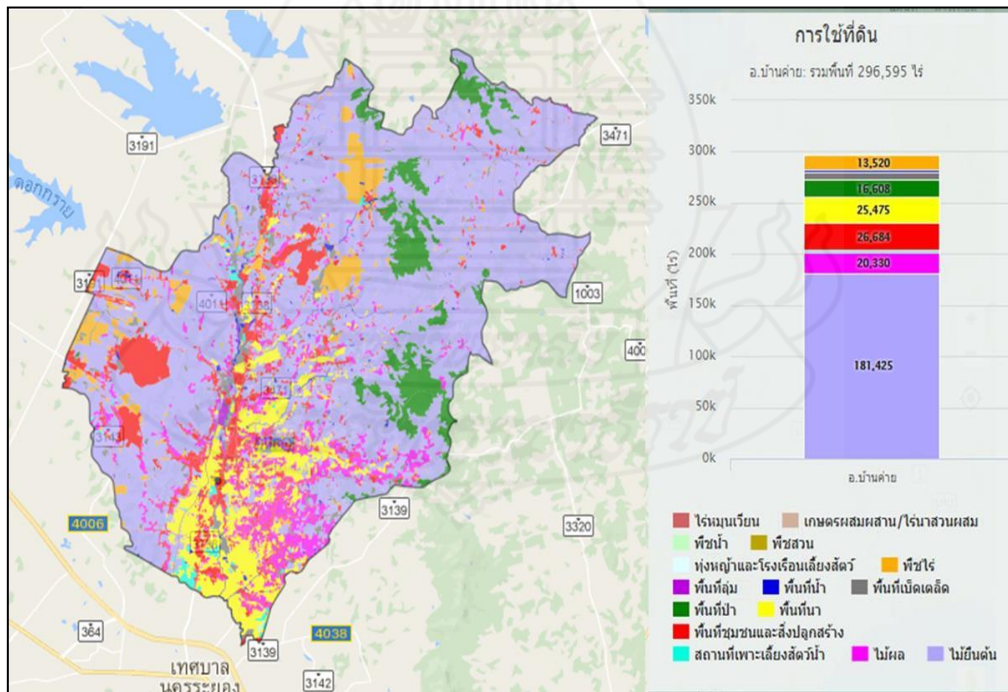 การใช้ที่ดิน
อ.บ้านค่าย: รวมพื้นที่ 296,595 ไร่
350k
300k
250k
200k
150k
100k
50k
0k
พื้นที่ (ไร่)
13,520
16,608
25,475
26,684
20,330
181,425
อ.บ้านค่าย
ไร่หมุนเวียน
เกษตรผสมผสาน/ไร่นาสวนผสม
พืชน้ำ
พืชสวน
ทุ่งหญ้าและโรงเรือนเลี้ยงสัตว์
พืชไร่
พื้นที่ลุ่ม
พื้นที่น้ำ
พื้นที่เบ็ดเตล็ด
พื้นที่ป่า
พื้นที่นา
พื้นที่ชุมชนและสิ่งปลูกสร้าง
สถานที่เพาะเลี้ยงสัตว์น้ำ
ไม้ผล
ไม้ยืนต้น
3191
3471
ดอกกราย
1003
400
3143
3139
4006
3320
364
4038
3139
3142
เทศบาล
นครระยอง